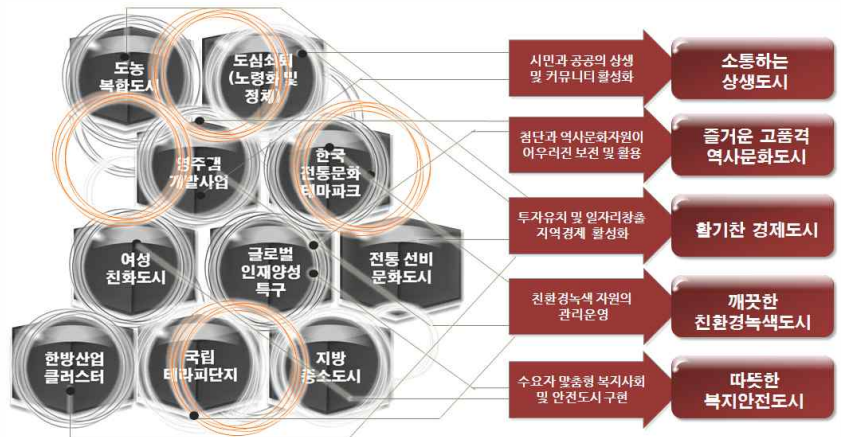 도농
복합도시
도심쇠퇴
(노령화 및
정체)
영주댐
개발사업
한국
전통문화
테마파크
여성
친화도시
글로벌
인재양성
특구
전통 선비
문화도시
한방산업
클러스터
국립
테라피단지
지방
중소도시
시민과 공공의 상생
및 커뮤니티 활성화
첨단과 역사문화자원이
어우러진 보전 및 활용
투자유치 및 일자리창출
지역경제 활성화
친환경녹색 자원의
관리운영
수요자 맞춤형 복지사회
및 안전도시 구현
소통하는
상생도시
즐거운 고품격
역사문화도시
활기찬 경제도시
깨끗한
친환경녹색도시
따뜻한
복지안전도시